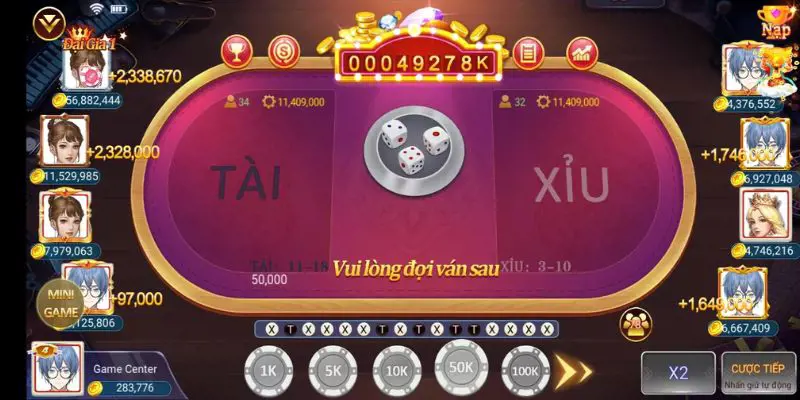 Đại Gia 1
+2,338,670
56,882,444
+2,328,000
11,529,985
7,979,063
+97,000
,125,806
MINI
GAME
4
Game Center
283,776
00049278K
34
11,409,000
32
11,409,000
TÀI
XỈU
TÀI: 11-18
XỈU: 3-10
Vui lòng đợi ván sau
50,000
X T X X X X T X T X T T X X X X
1K
5K
10K
50K
100K
X2
CƯỢC TIẾP
Nhấn giữ tự động
Nạp
4,376,552
+1,746,000
6,927,048
4,746,216
+1,649,000
6,667,409